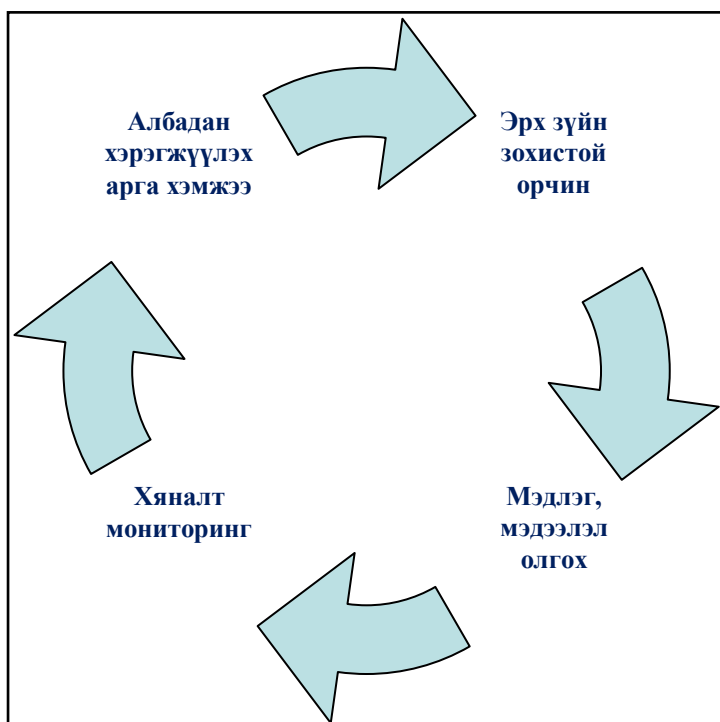 Албадан
хэрэгжүүлэх
арга хэмжээ
Эрх зүйн
зохистой
орчин
Мэдлэг,
мэдээлэл
олгох
Хяналт
мониторинг